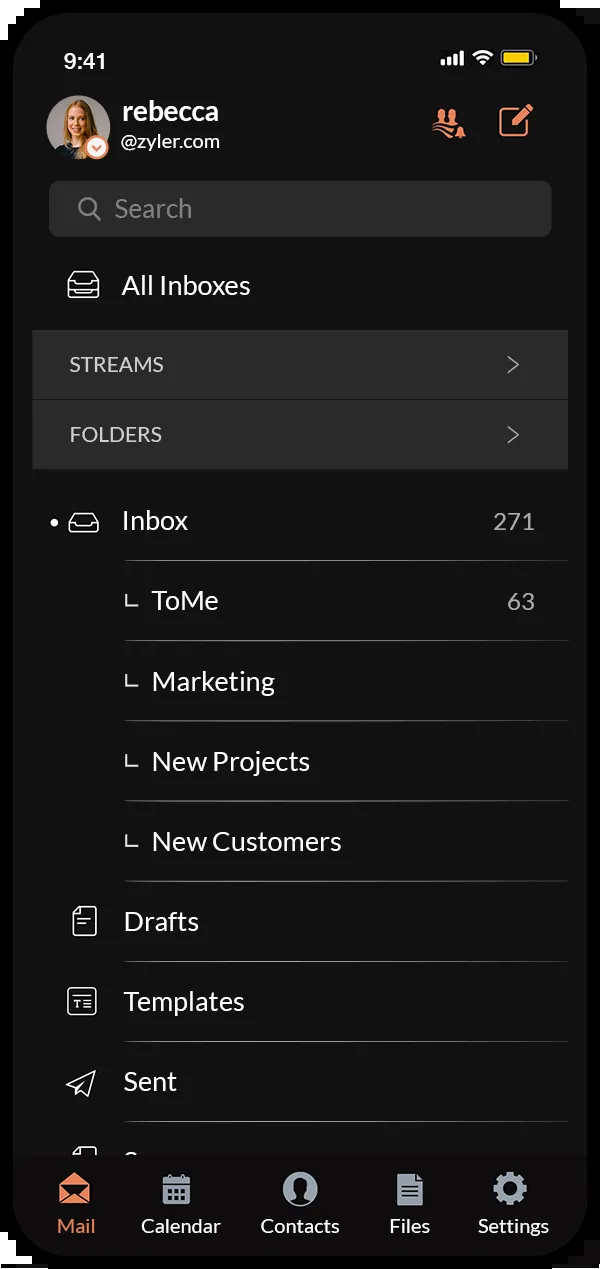 9:41
rebecca
@zyler.com
Search
All Inboxes
STREAMS
FOLDERS
Inbox 271
ToMe 63
Marketing
New Projects
New Customers
Drafts
Templates
Sent
Mail Calendar Contacts Files Settings